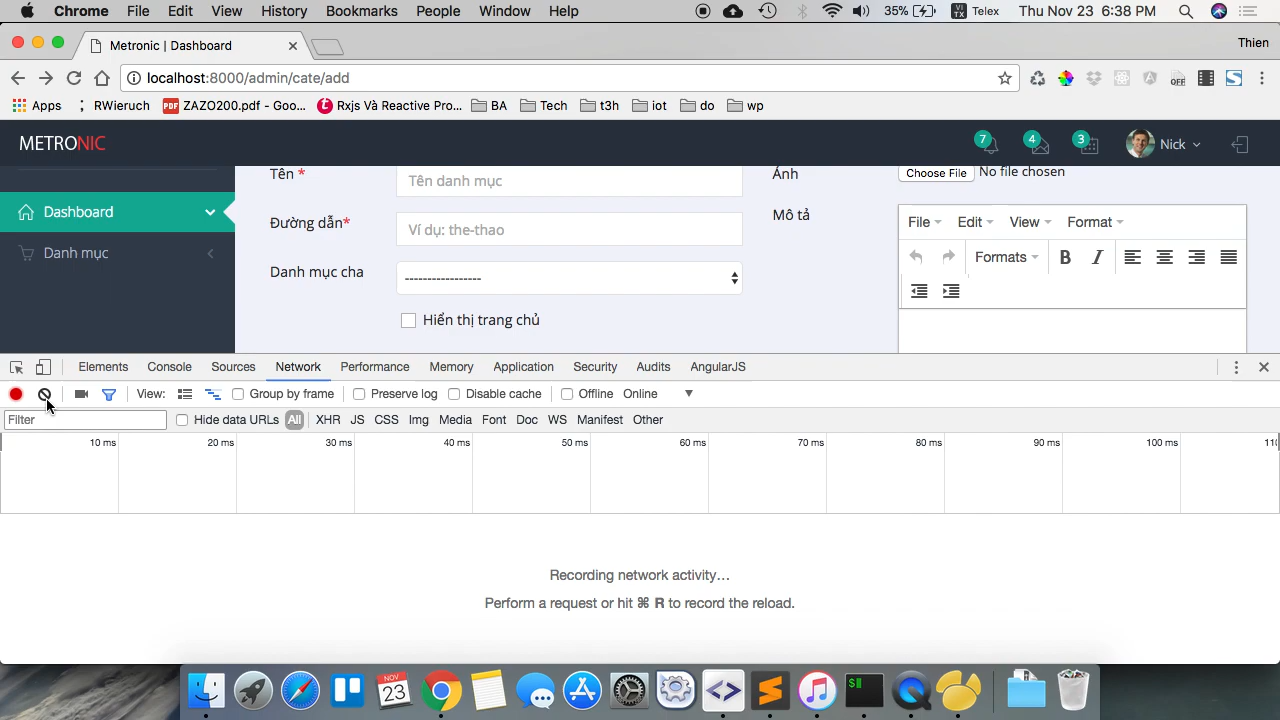 Chrome File Edit View History Bookmarks People Window Help 35% VI TX Telex Thu Nov 23 6:38 PM
Metronic | Dashboard Thien
localhost:8000/admin/cate/add
Apps RWieruch ZAZO200.pdf - Goo... Rxjs Và Reactive Pro... BA Tech t3h iot do wp
METRONIC 7 4 3 Nick
Tên * Tên danh mục Ảnh Choose File No file chosen
Dashboard Đường dẫn* Ví dụ: the-thao Mô tả File Edit View Format
Danh mục Danh mục cha ----------------- Formats B I
Hiển thị trang chủ
Elements Console Sources Network Performance Memory Application Security Audits AngularJS
View: Group by frame Preserve log Disable cache Offline Online
Filter Hide data URLs All XHR JS CSS Img Media Font Doc WS Manifest Other
10 ms 20 ms 30 ms 40 ms 50 ms 60 ms 70 ms 80 ms 90 ms 100 ms
Recording network activity…
Perform a request or hit ⌘ R to record the reload.
NOV
23